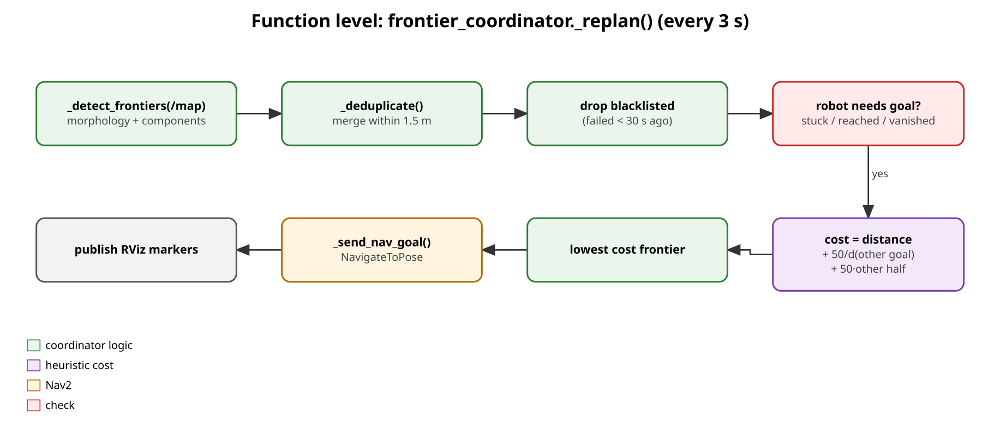 Function level: frontier_coordinator._replan() (every 3 s)
_detect_frontiers(/map)
morphology + components
_deduplicate()
merge within 1.5 m
drop blacklisted
(failed < 30 s ago)
robot needs goal?
stuck / reached / vanished
yes
cost = distance
+ 50/d(other goal)
+ 50·other half
lowest cost frontier
_send_nav_goal()
NavigateToPose
publish RViz markers
coordinator logic
heuristic cost
Nav2
check